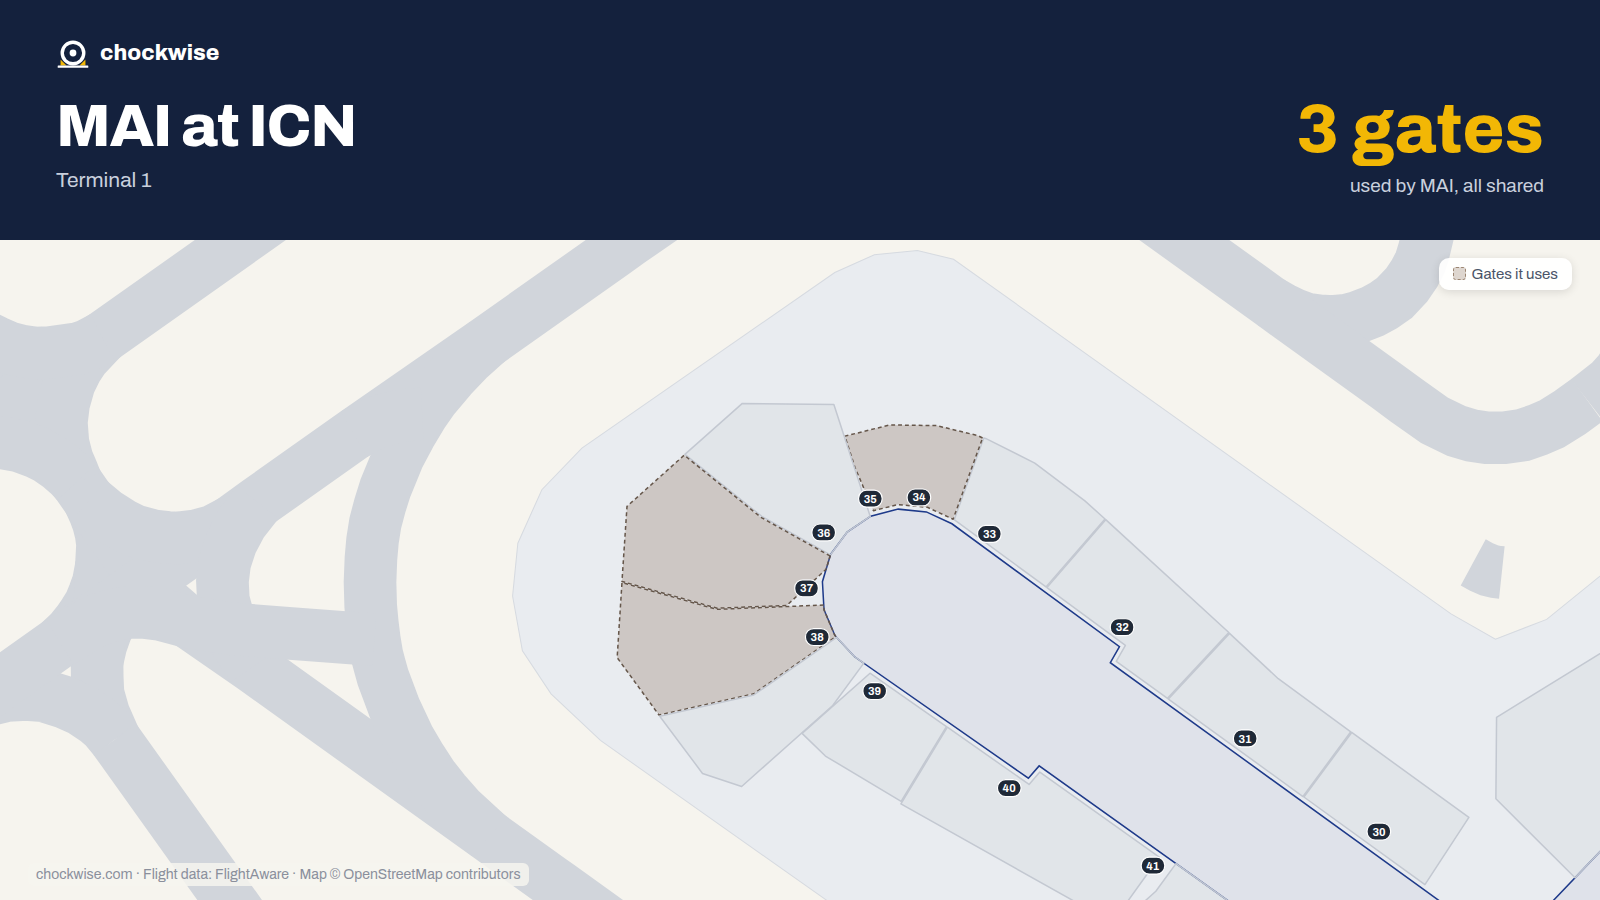 chockwise
MAI at ICN
Terminal 1
3 gates
used by MAI, all shared
Gates it uses
35
34
36
33
37
38
32
39
31
40
30
41
chockwise.com · Flight data: FlightAware · Map © OpenStreetMap contributors